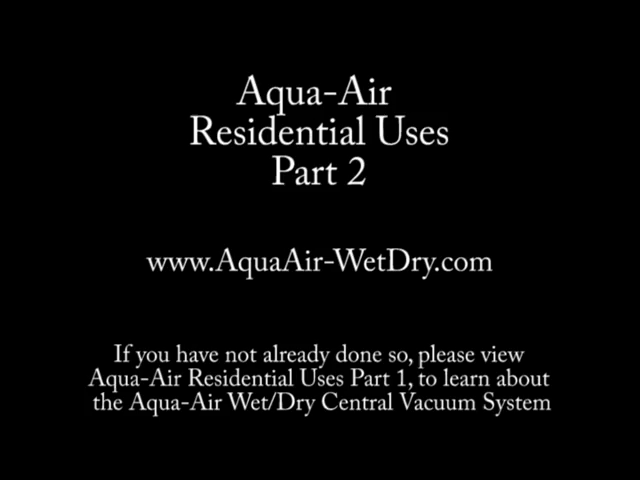 Aqua-Air
Residential Uses
Part 2
www.AquaAir-WetDry.com
If you have not already done so, please view
Aqua-Air Residential Uses Part 1, to learn about
the Aqua-Air Wet/Dry Central Vacuum System